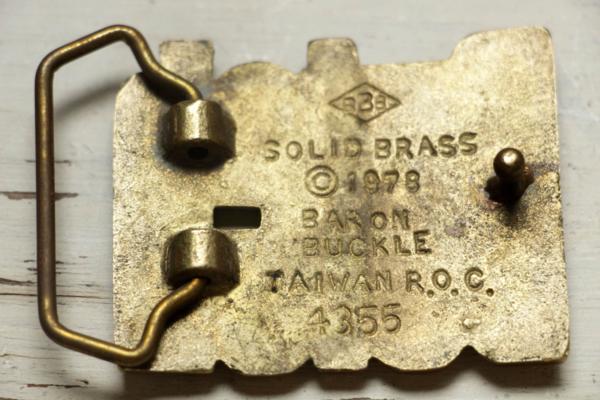 BBB
SOLID BRASS
© 1978
BARON
BUCKLE
TAIWAN R.O.C.
4355